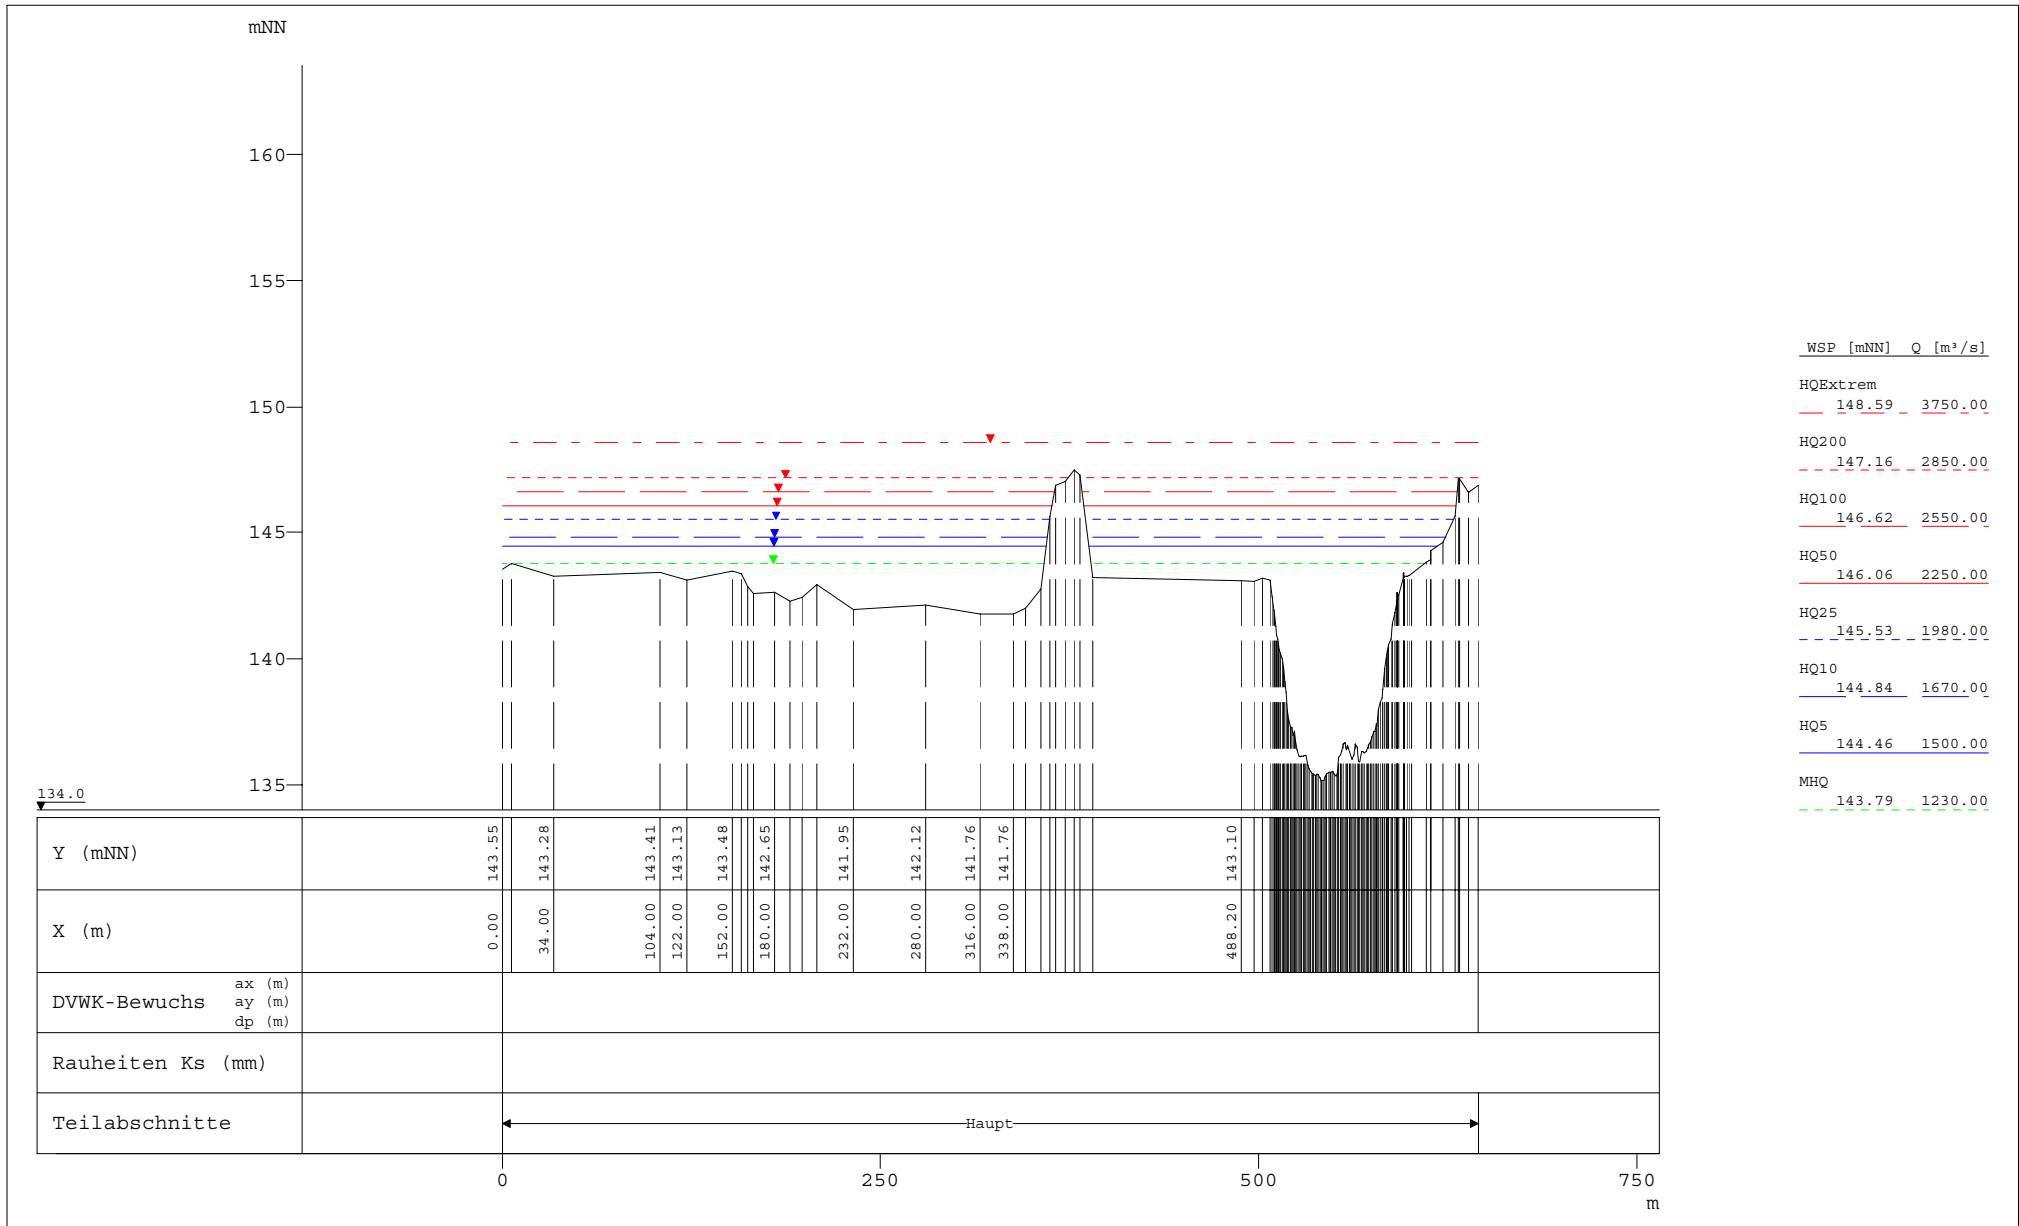 mNN
160
155
150
145
140
135
134.0
WSP [mNN] Q [m³/s]
HQExtrem
148.59 3750.00
HQ200
147.16 2850.00
HQ100
146.62 2550.00
HQ50
146.06 2250.00
HQ25
145.53 1980.00
HQ10
144.84 1670.00
HQ5
144.46 1500.00
MHQ
143.79 1230.00
Y (mNN)
143.55 143.28 143.41 143.13 143.48 142.65 141.95 142.12 141.76 141.76 143.10
X (m)
0.00 34.00 104.00 122.00 152.00 180.00 232.00 280.00 316.00 338.00 488.20
DVWK-Bewuchs
ax (m)
ay (m)
dp (m)
Rauheiten Ks (mm)
Teilabschnitte
Haupt
0 250 500 750
m